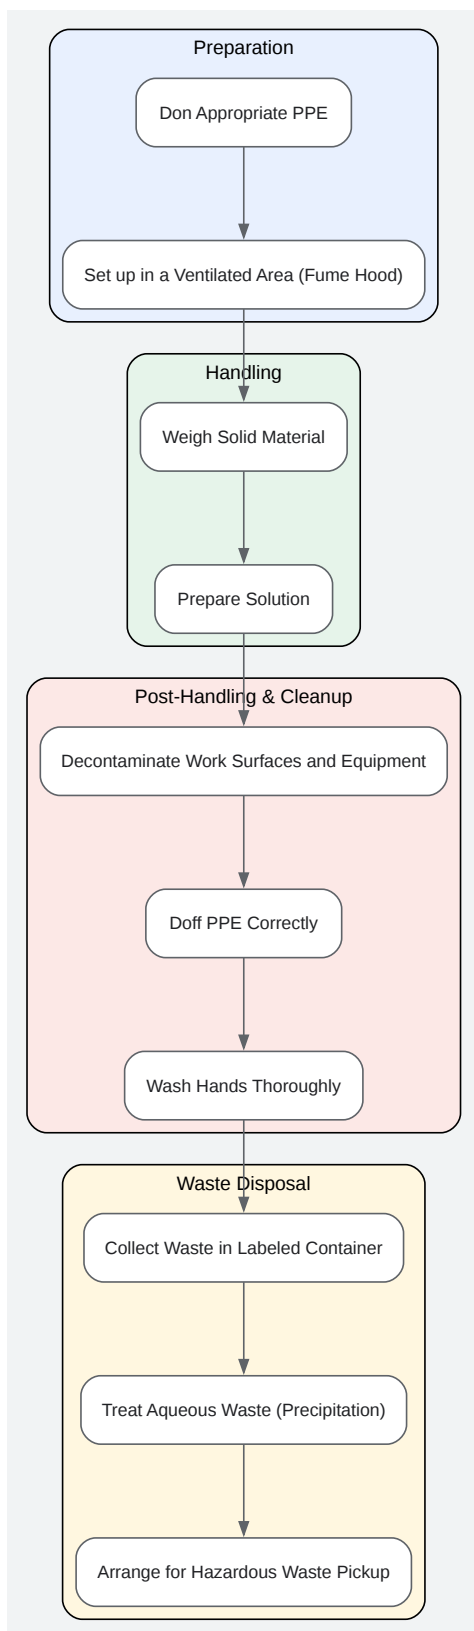 Preparation
Don Appropriate PPE
Set up in a Ventilated Area (Fume Hood)
Handling
Weigh Solid Material
Prepare Solution
Post-Handling & Cleanup
Decontaminate Work Surfaces and Equipment
Doff PPE Correctly
Wash Hands Thoroughly
Waste Disposal
Collect Waste in Labeled Container
Treat Aqueous Waste (Precipitation)
Arrange for Hazardous Waste Pickup